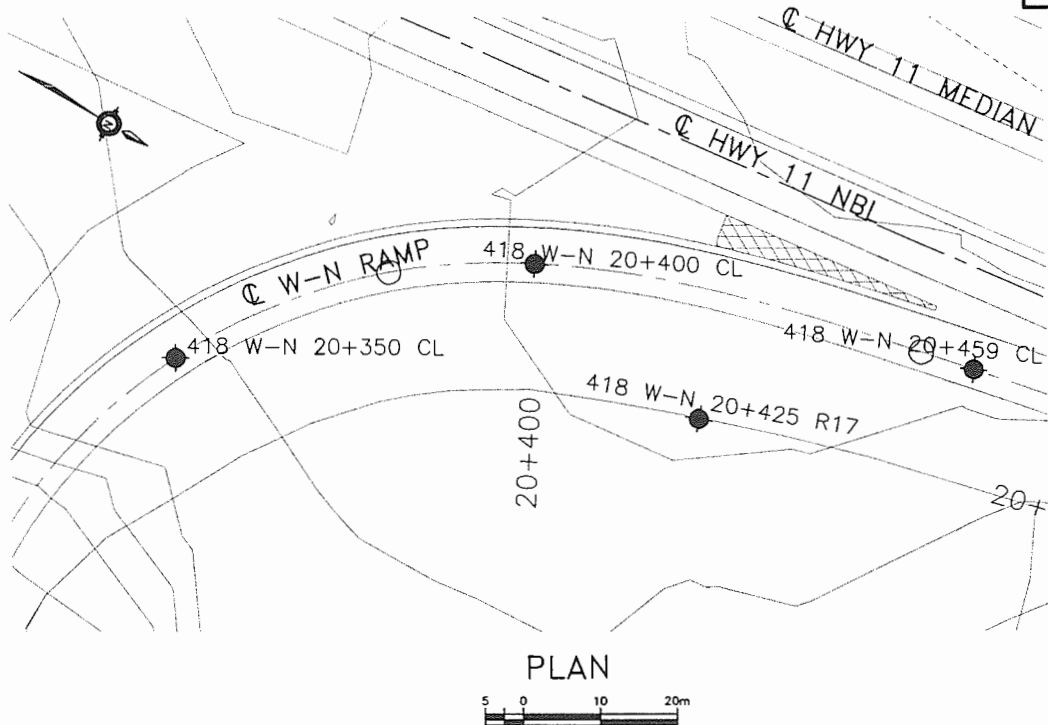 ℄ HWY 11 MEDIAN
℄ HWY 11 NBL
N
℄ W-N RAMP
418 W-N 20+400 CL
418 W-N 20+350 CL
418 W-N 20+459 CL
418 W-N 20+425 R17
20+400
20+
PLAN
5 0 10 20m